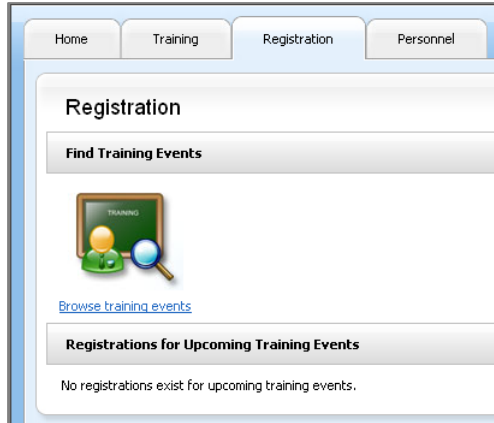 Home Training Registration Personnel
Registration
Find Training Events
TRAINING
Browse training events
Registrations for Upcoming Training Events
No registrations exist for upcoming training events.